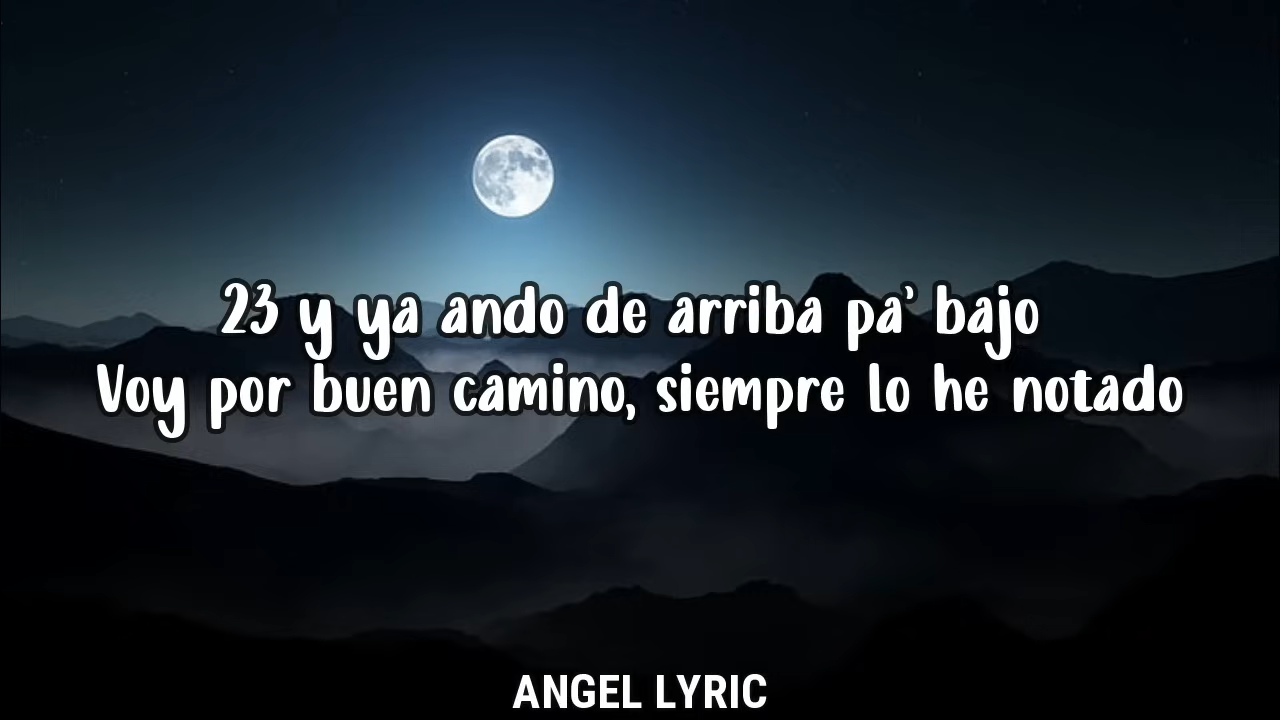 23 y ya ando de arriba pa' bajo
Voy por buen camino, siempre lo he notado
ANGEL LYRIC